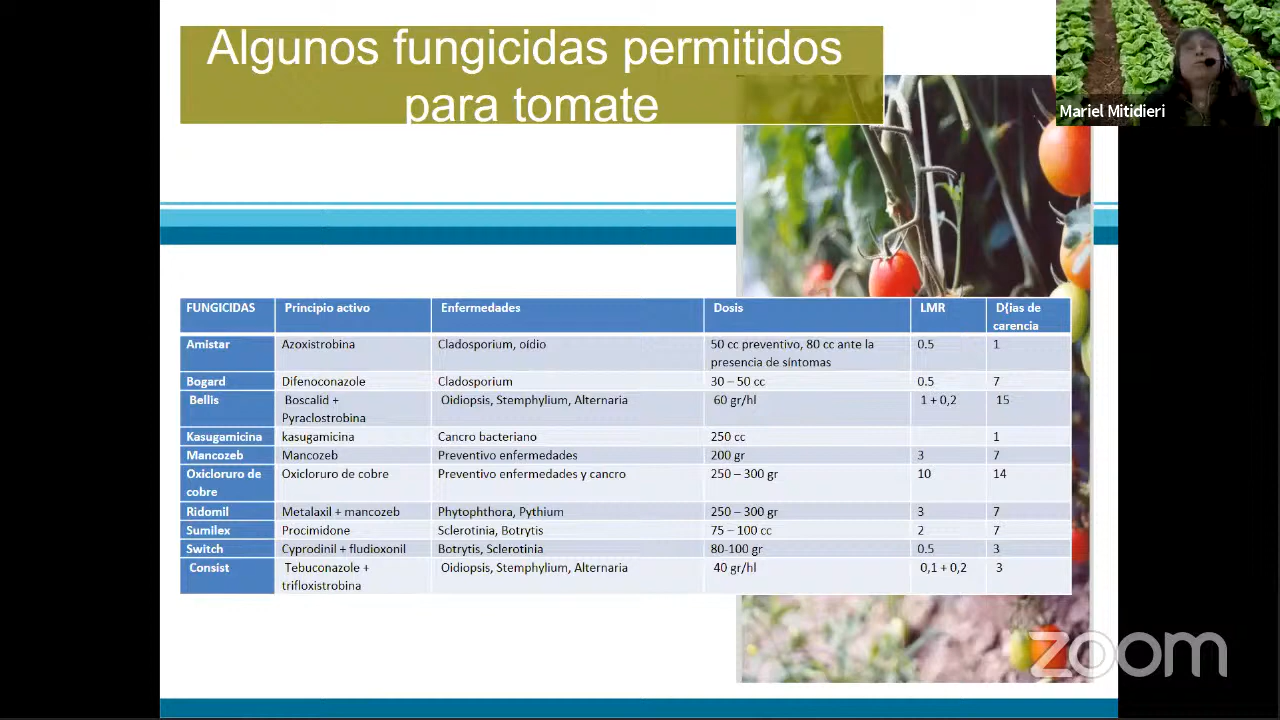 Algunos fungicidas permitidos
para tomate
Mariel Mitidieri
FUNGICIDAS Principio activo Enfermedades Dosis LMR D{ias de
carencia
Amistar Azoxistrobina Cladosporium, oídio 50 cc preventivo, 80 cc ante la 0.5 1
presencia de síntomas
Bogard Difenoconazole Cladosporium 30 – 50 cc 0.5 7
Bellis Boscalid + Oidiopsis, Stemphylium, Alternaria 60 gr/hl 1 + 0,2 15
Pyraclostrobina
Kasugamicina kasugamicina Cancro bacteriano 250 cc 1
Mancozeb Mancozeb Preventivo enfermedades 200 gr 3 7
Oxicloruro de Oxicloruro de cobre Preventivo enfermedades y cancro 250 – 300 gr 10 14
cobre
Ridomil Metalaxil + mancozeb Phytophthora, Pythium 250 – 300 gr 3 7
Sumilex Procimidone Sclerotinia, Botrytis 75 – 100 cc 2 7
Switch Cyprodinil + fludioxonil Botrytis, Sclerotinia 80-100 gr 0.5 3
Consist Tebuconazole + Oidiopsis, Stemphylium, Alternaria 40 gr/hl 0,1 + 0,2 3
trifloxistrobina
zoom